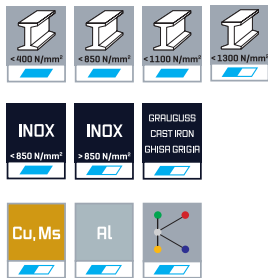 <400 N/mm² <850 N/mm² <1100 N/mm² <1300 N/mm²
INOX
<850 N/mm²
INOX
>850 N/mm²
GRAUGUSS
CAST IRON
GHISA GRIGIA
Cu, Ms
Al